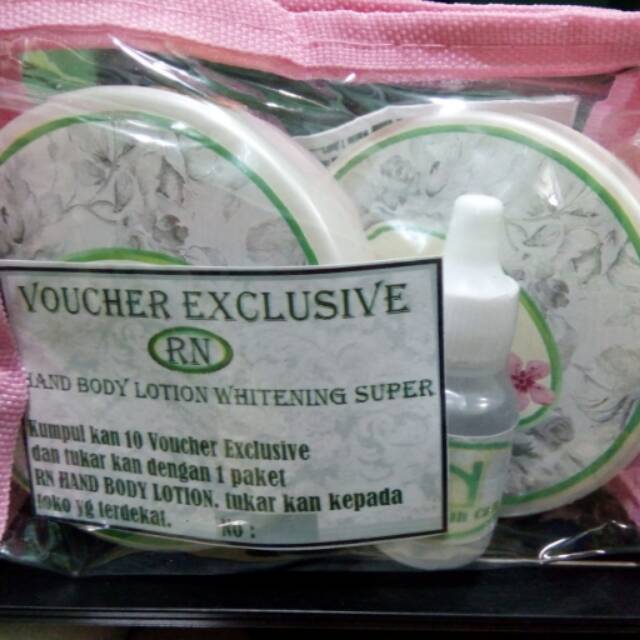 VOUCHER EXCLUSIVE
RN
HAND BODY LOTION WHITENING SUPER
Kumpul kan 10 Voucher Exclusive
dan tukar kan dengan 1 paket
RN HAND BODY LOTION, tukar kan kepada
toko yg terdekat. NO :